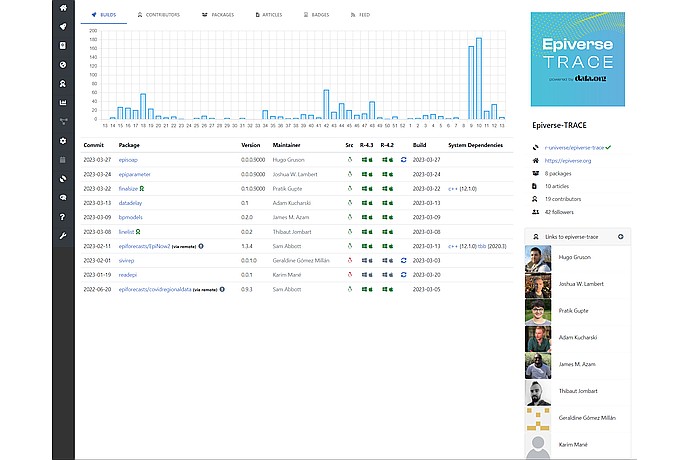 BUILDS CONTRIBUTORS PACKAGES ARTICLES BADGES FEED
200
180
160
140
120
100
80
60
40
20
0
13 14 15 16 17 18 19 20 21 22 23 24 25 26 27 28 29 30 31 32 33 34 35 36 37 38 39 40 41 42 43 44 45 46 47 48 49 50 51 52 1 2 3 4 5 6 7 8 9 10 11 12 13
Commit Package Version Maintainer Src R-4.3 R-4.2 Build System Dependencies
2023-03-27 episoap 0.0.0.9000 Hugo Gruson 2023-03-27
2023-03-24 epiparameter 0.0.0.9000 Joshua W. Lambert 2023-03-24
2023-03-22 finalsize 0.1.0.9000 Pratik Gupte 2023-03-22 c++ (12.1.0)
2023-03-13 datadelay 0.1 Adam Kucharski 2023-03-13
2023-03-09 bpmodels 0.2.0 James M. Azam 2023-03-09
2023-03-08 linelist 0.0.2 Thibaut Jombart 2023-03-08
2023-02-11 epiforecasts/EpiNow2 (via remote) 1.3.4 Sam Abbott 2023-03-13 c++ (12.1.0) tbb (2020.3)
2023-02-01 sivirep 0.0.1.0 Geraldine Gómez Millán 2023-03-03
2023-01-19 readepi 0.0.1 Karim Mané 2023-03-20
2022-06-20 epiforecasts/covidregionaldata (via remote) 0.9.3 Sam Abbott 2023-03-05
Epiverse
TRACE
powered by data.org
Epiverse-TRACE
r-universe/epiverse-trace
https://epiverse.org
8 packages
10 articles
19 contributors
42 followers
Links to epiverse-trace
Hugo Gruson
Joshua W. Lambert
Pratik Gupte
Adam Kucharski
James M. Azam
Thibaut Jombart
Geraldine Gómez Millán
Karim Mané